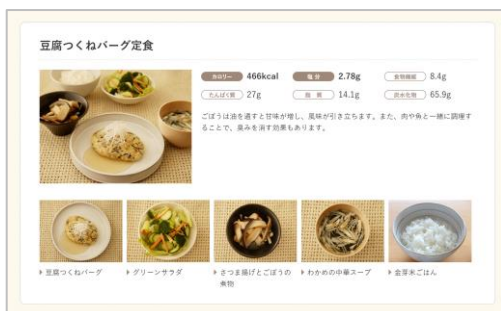 豆腐つくねバーグ定食
カロリー 466kcal 塩分 2.78g 食物繊維 8.4g
たんぱく質 27g 脂質 14.1g 炭水化物 65.9g
ごぼうは油を通すと甘味が増し、風味が引き立ちます。また、肉や魚と一緒に調理す
ることで、臭みを消す効果もあります。
豆腐つくねバーグ グリーンサラダ さつま揚げとごぼうの わかめの中華スープ 金芽米ごはん
煮物